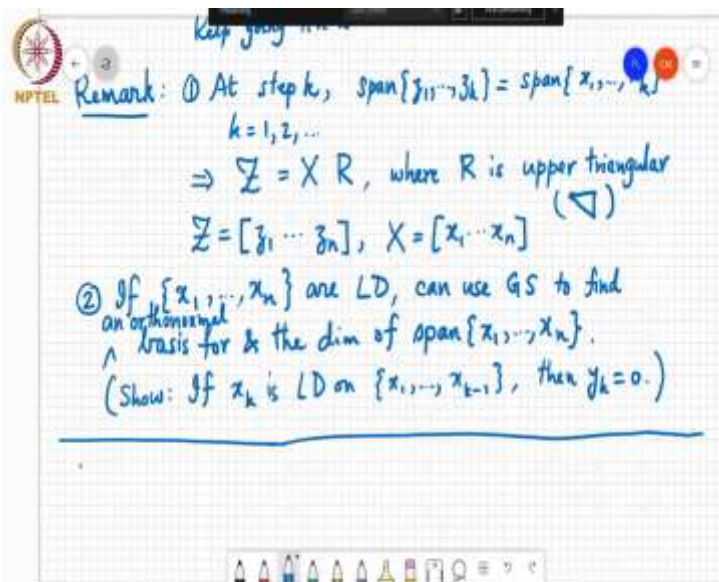 Keep going
Remark: ① At step k, span{z₁,…,zₖ} = span{x₁,…, ₖ}
k = 1, 2, …
⇒ Z = X R, where R is upper triangular
(▽)
Z = [z₁ ⋯ zₙ], X = [x₁ ⋯ xₙ]
② If {x₁,…,xₙ} are LD, can use GS to find
an orthonormal
^ basis for & the dim of span{x₁,…,xₙ}.
(Show: If xₖ is LD on {x₁,…,xₖ₋₁}, then yₖ=0.)
NPTEL
a